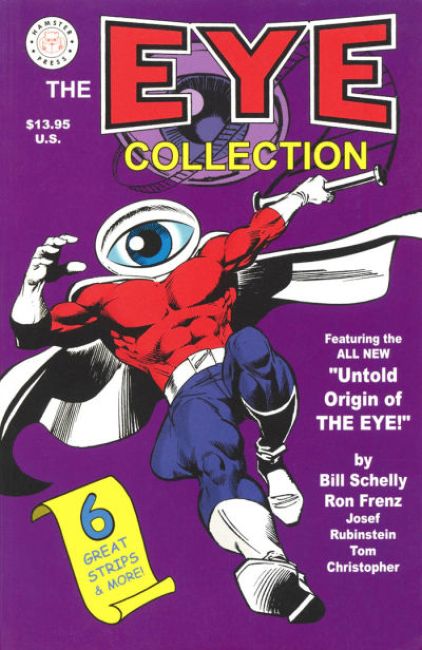 HAMSTER
PRESS
THE
EYE
$13.95
U.S.
COLLECTION
Featuring the
ALL NEW
"Untold
Origin of
THE EYE!"
by
Bill Schelly
Ron Frenz
Josef
Rubinstein
Tom
Christopher
6
GREAT
STRIPS
& MORE!